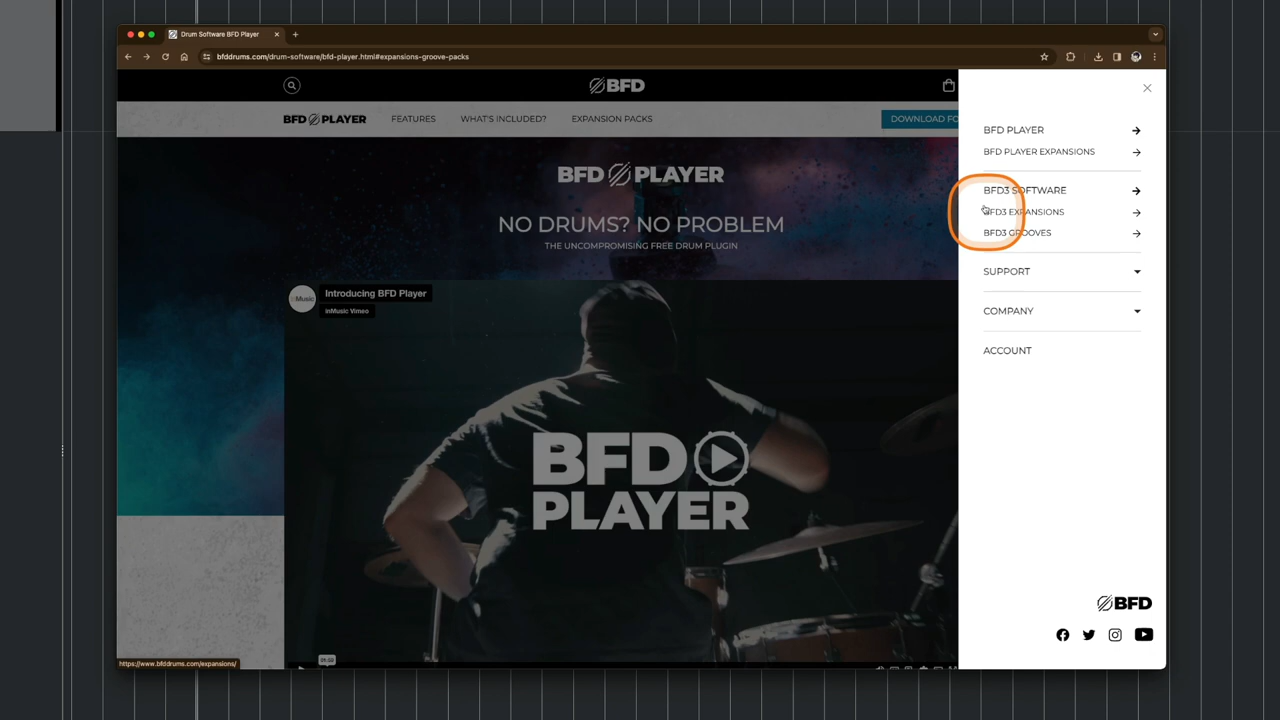 Drum Software BFD Player
bfddrums.com/drum-software/bfd-player.html#expansions-groove-packs
BFD
BFD PLAYER
FEATURES
WHAT'S INCLUDED?
EXPANSION PACKS
DOWNLOAD FO
BFD PLAYER
NO DRUMS? NO PROBLEM
THE UNCOMPROMISING FREE DRUM PLUGIN
inMusic
Introducing BFD Player
inMusic Vimeo
BFD
PLAYER
BFD PLAYER
BFD PLAYER EXPANSIONS
BFD3 SOFTWARE
BFD3 EXPANSIONS
BFD3 GROOVES
SUPPORT
COMPANY
ACCOUNT
BFD
https://www.bfddrums.com/expansions/